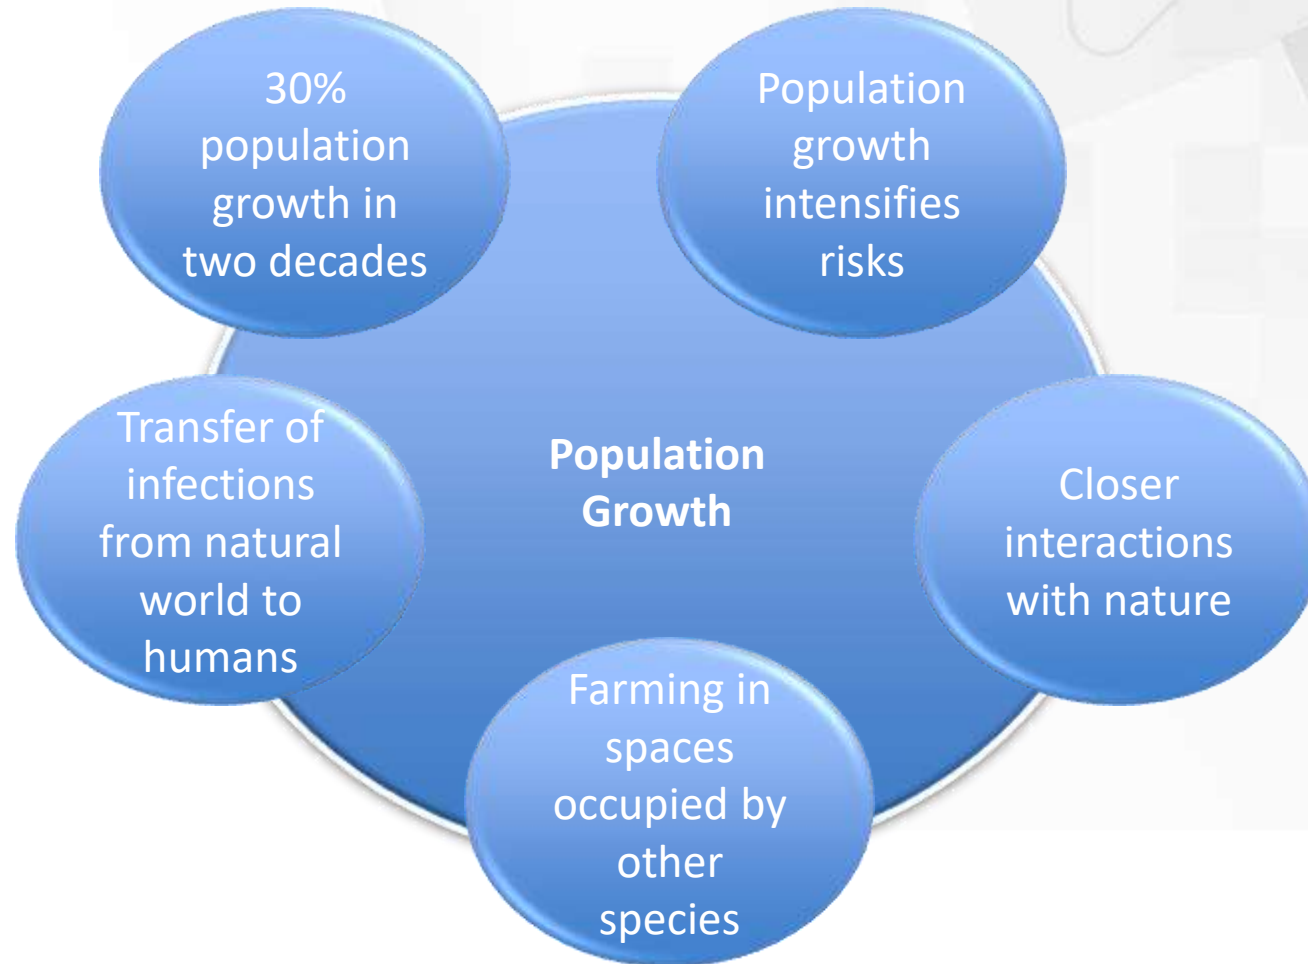 30%
population
growth in
two decades
Population
growth
intensifies
risks
Transfer of
infections
from natural
world to
humans
Population
Growth
Closer
interactions
with nature
Farming in
spaces
occupied by
other
species